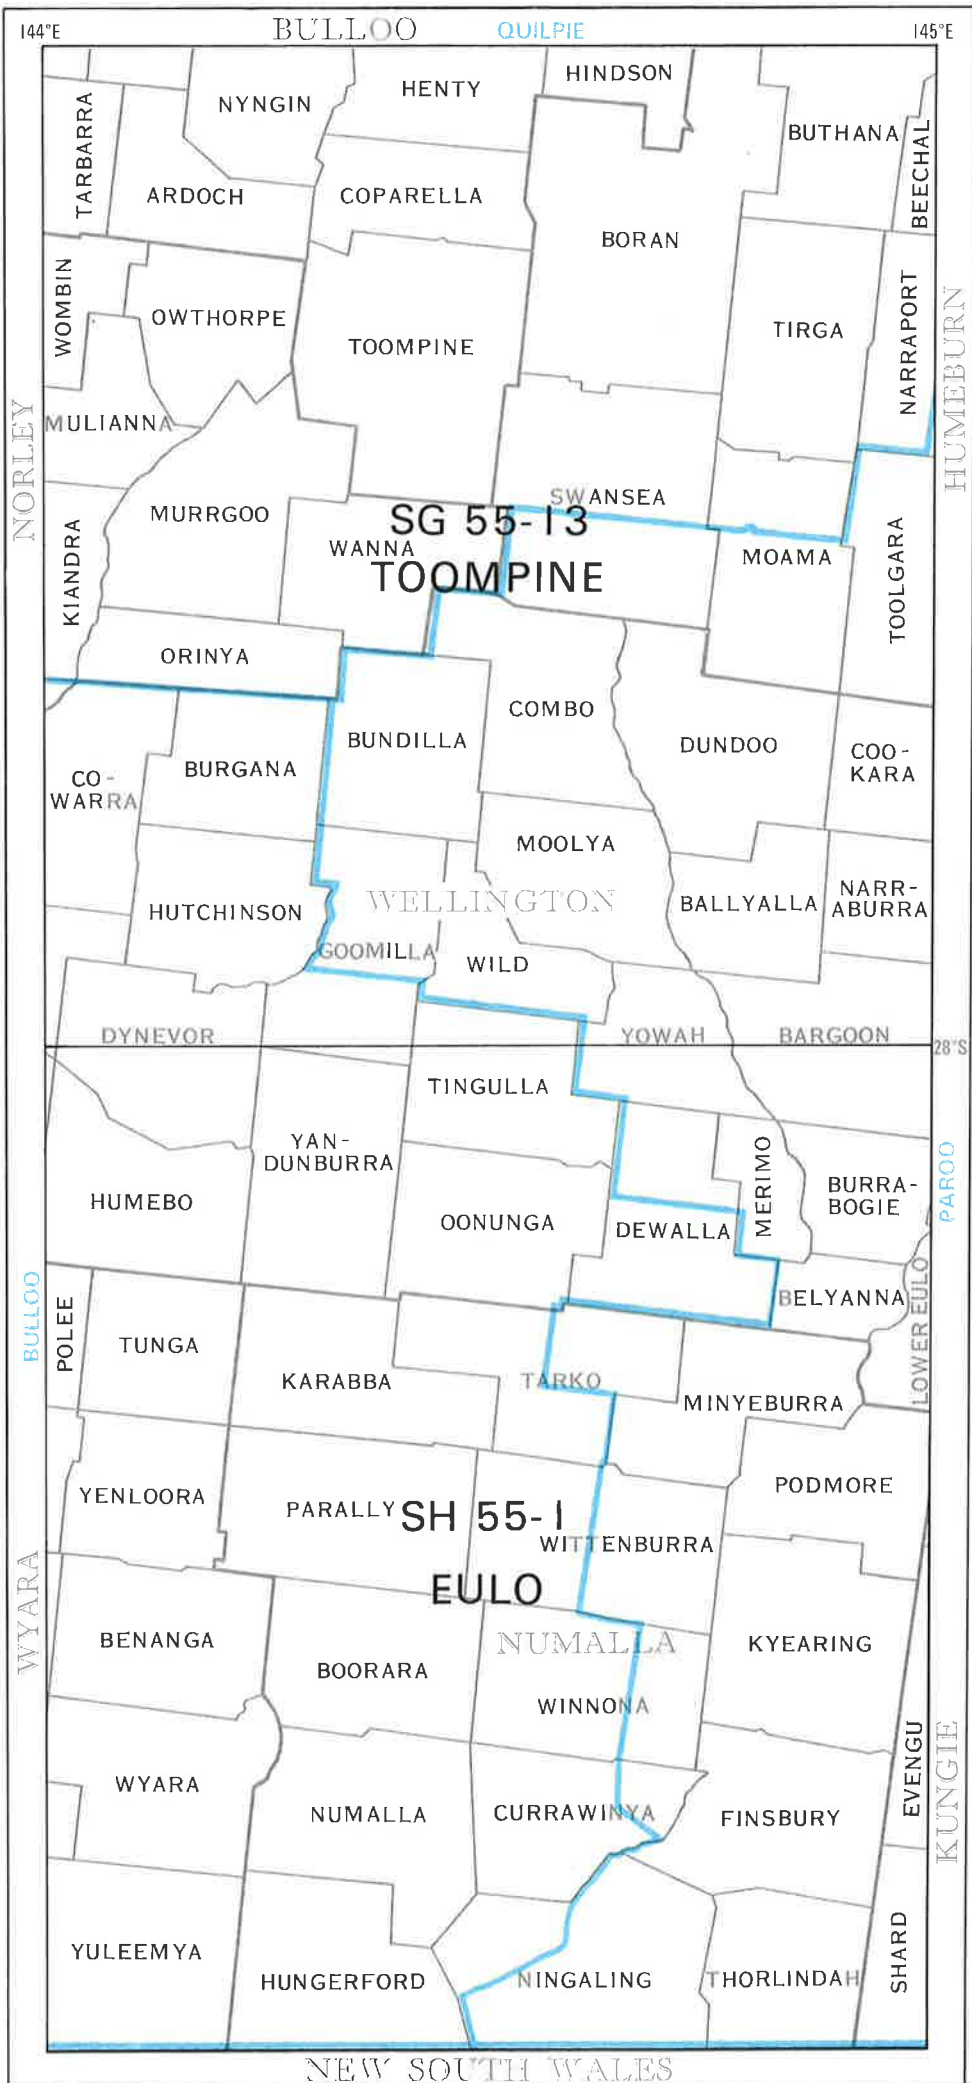 144°E
BULLOO
QUILPIE
145°E
HINDSON
HENTY
NYNGIN
BUTHANA
TARBARRA
BEECHAL
ARDOCH
COPARELLA
BORAN
WOMBIN
OWTHORPE
TOOMPINE
TIRGA
NARRAPORT
HUMEBURN
MULIANNA
NORLEY
SWANSEA
MURRGOO
SG 55-13
WANNA
TOOMPINE
MOAMA
KIANDRA
TOOLGARA
ORINYA
COMBO
BUNDILLA
DUNDOO
COO-
KARA
BURGANA
CO-
WARRA
MOOLYA
WELLINGTON
BALLYALLA
NARR-
ABURRA
HUTCHINSON
GOOMILLA
WILD
DYNEVOR
YOWAH
BARGOON
28°S
TINGULLA
YAN-
DUNBURRA
MERIMO
BURRA-
BOGIE
PAROO
HUMEBO
OONUNGA
DEWALLA
BELYANNA
LOWER EULO
BULLOO
POLEE
TUNGA
KARABBA
TARKO
MINYEBURRA
YENLOORA
PARALLY
SH 55-1
PODMORE
WITTENBURRA
EULO
WYARA
BENANGA
NUMALLA
KYEARING
BOORARA
WINNONA
WYARA
NUMALLA
CURRAWINYA
FINSBURY
EVENGU
KUNGIE
YULEEMYA
HUNGERFORD
NINGALING
THORLINDAH
SHARD
NEW SOUTH WALES